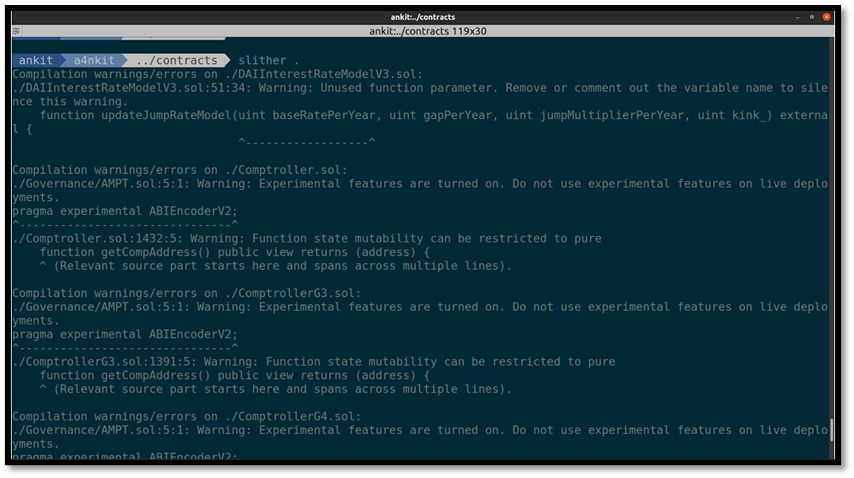 ankit:../contracts
ankit:../contracts 119x30
ankit a4nkit ../contracts slither .
Compilation warnings/errors on ./DAIInterestRateModelV3.sol:
./DAIInterestRateModelV3.sol:51:34: Warning: Unused function parameter. Remove or comment out the variable name to sile
nce this warning.
    function updateJumpRateModel(uint baseRatePerYear, uint gapPerYear, uint jumpMultiplierPerYear, uint kink_) externa
l {
                                 ^------------------^
Compilation warnings/errors on ./Comptroller.sol:
./Governance/AMPT.sol:5:1: Warning: Experimental features are turned on. Do not use experimental features on live deplo
yments.
pragma experimental ABIEncoderV2;
^-------------------------------^
./Comptroller.sol:1432:5: Warning: Function state mutability can be restricted to pure
    function getCompAddress() public view returns (address) {
    ^ (Relevant source part starts here and spans across multiple lines).
Compilation warnings/errors on ./ComptrollerG3.sol:
./Governance/AMPT.sol:5:1: Warning: Experimental features are turned on. Do not use experimental features on live deplo
yments.
pragma experimental ABIEncoderV2;
^-------------------------------^
./ComptrollerG3.sol:1391:5: Warning: Function state mutability can be restricted to pure
    function getCompAddress() public view returns (address) {
    ^ (Relevant source part starts here and spans across multiple lines).
Compilation warnings/errors on ./ComptrollerG4.sol:
./Governance/AMPT.sol:5:1: Warning: Experimental features are turned on. Do not use experimental features on live deplo
yments.
pragma experimental ABIEncoderV2;